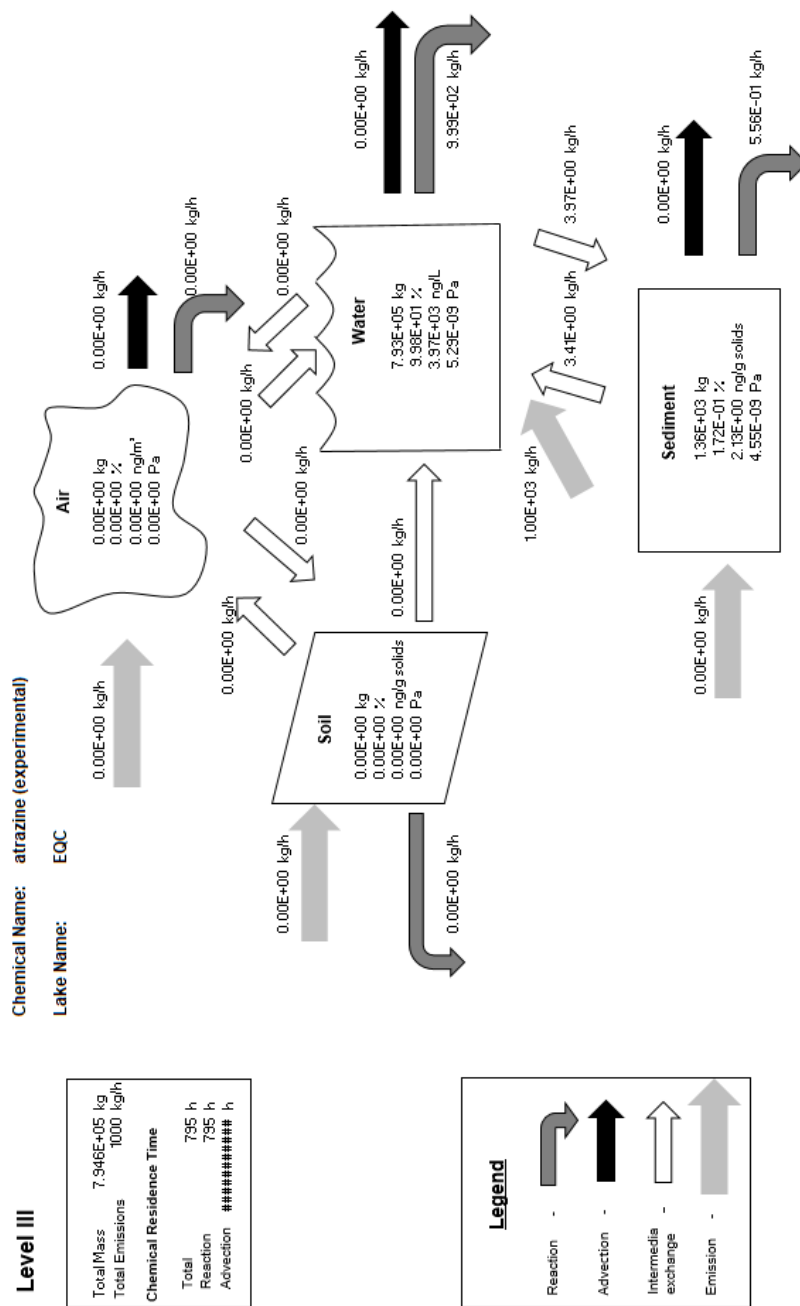 Level III
Chemical Name: atrazine (experimental)
Lake Name: EQC
Total Mass 7.946E+05 kg
Total Emissions 1000 kg/h
Chemical Residence Time
Total 795 h
Reaction 795 h
Advection ########### h
Legend
Reaction -
Advection -
Intermedia
exchange -
Emission -
0.00E+00 kg/h
Air
0.00E+00 kg
0.00E+00 %
0.00E+00 ng/m³
0.00E+00 Pa
0.00E+00 kg/h
0.00E+00 kg/h
0.00E+00 kg/h
0.00E+00 kg/h
0.00E+00 kg/h
0.00E+00 kg/h
0.00E+00 kg/h
Soil
0.00E+00 kg
0.00E+00 %
0.00E+00 ng/g solids
0.00E+00 Pa
0.00E+00 kg/h
0.00E+00 kg/h
Water
7.93E+05 kg
9.98E+01 %
3.97E+03 ng/L
5.29E-09 Pa
0.00E+00 kg/h
9.99E+02 kg/h
0.00E+00 kg/h
1.00E+03 kg/h
3.41E+00 kg/h
3.97E+00 kg/h
0.00E+00 kg/h
Sediment
1.36E+03 kg
1.72E-01 %
2.13E+00 ng/g solids
4.55E-09 Pa
0.00E+00 kg/h
5.56E-01 kg/h